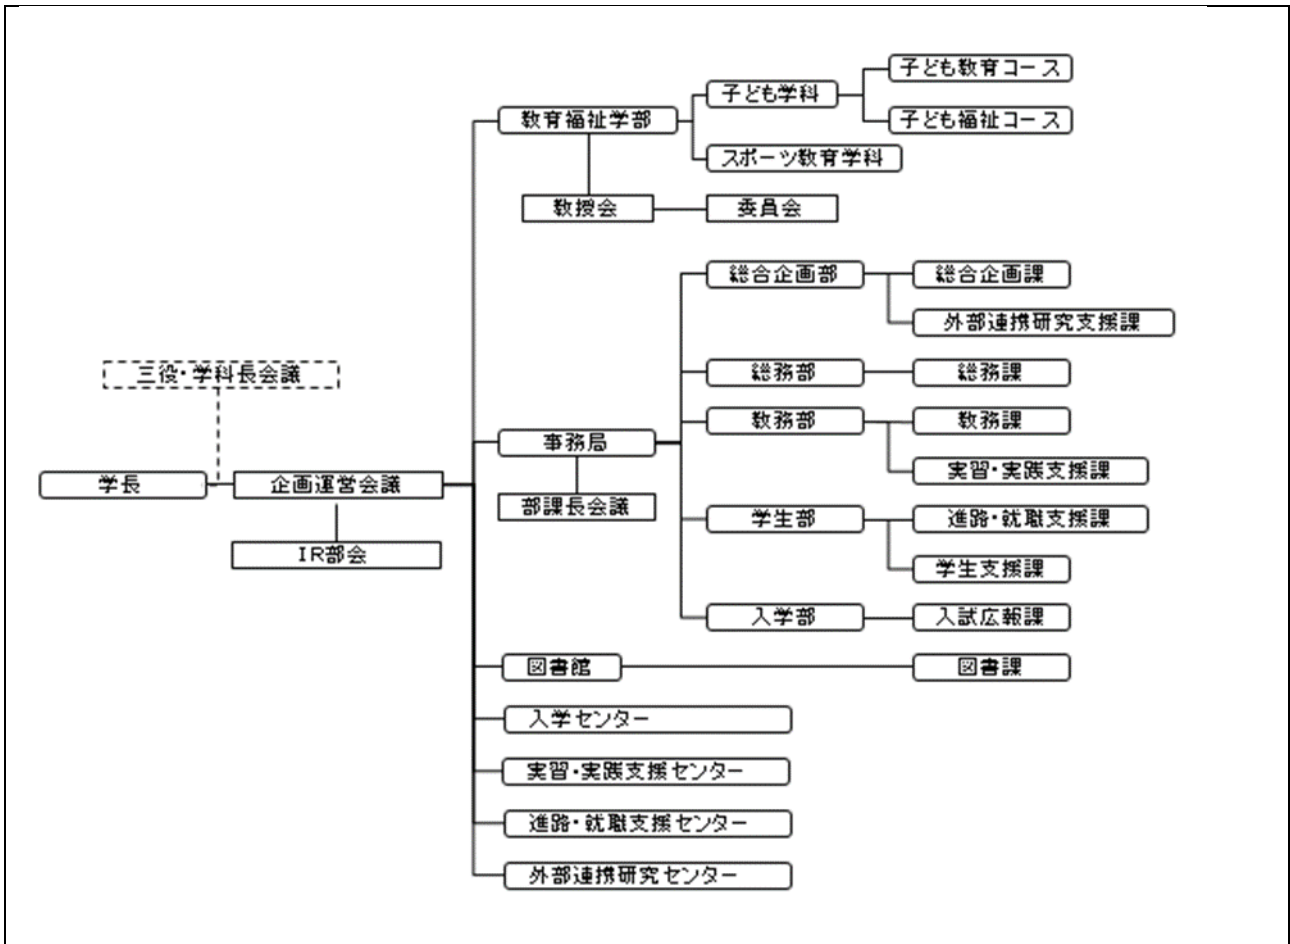 子ども教育コース
子ども学科
教育福祉学部
子ども福祉コース
スポーツ教育学科
教授会
委員会
総合企画部
総合企画課
外部連携研究支援課
三役・学科長会議
総務部
総務課
教務部
教務課
事務局
実習・実践支援課
学長
企画運営会議
部課長会議
学生部
進路・就職支援課
IR部会
学生支援課
入学部
入試広報課
図書館
図書課
入学センター
実習・実践支援センター
進路・就職支援センター
外部連携研究センター